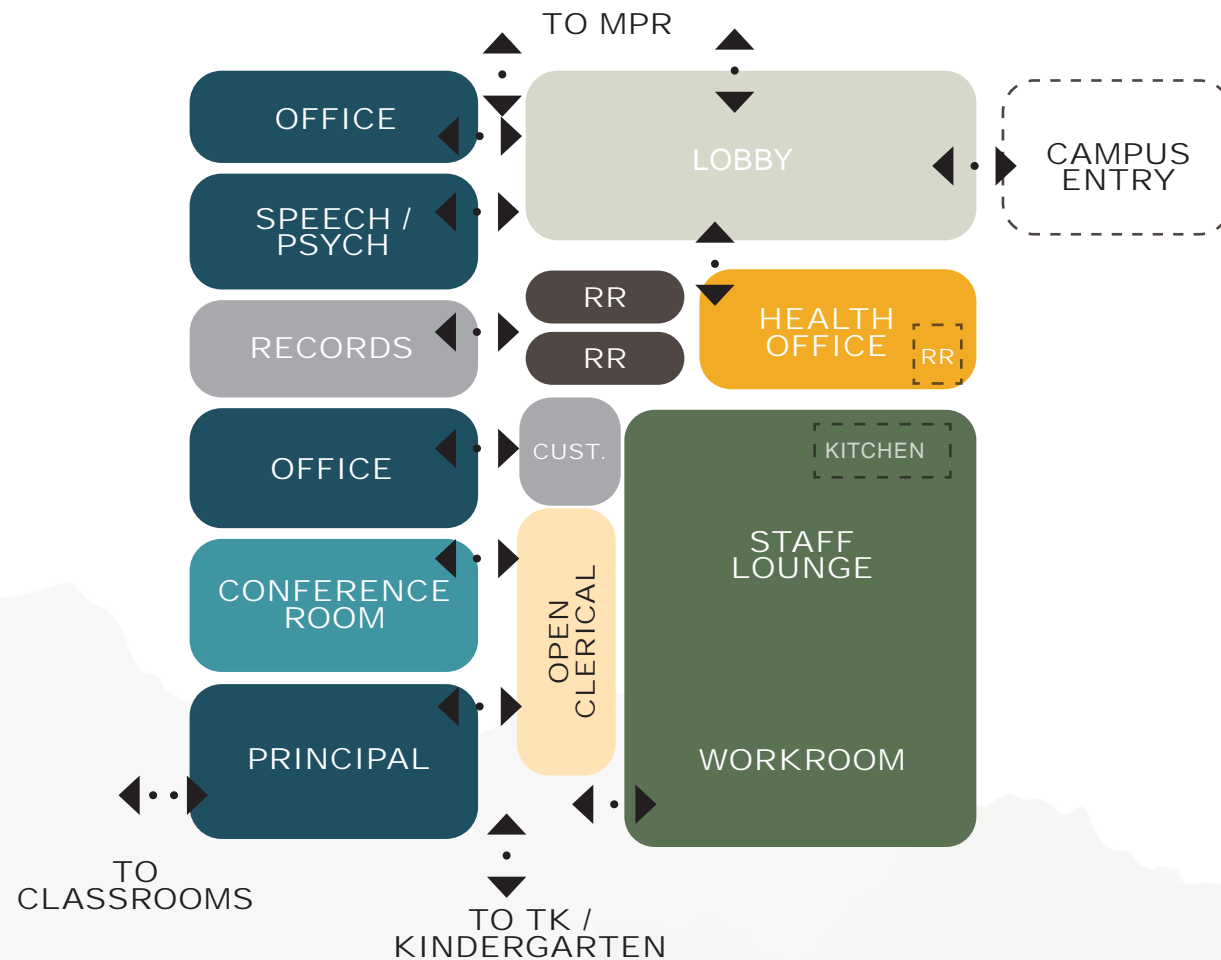 TO MPR
OFFICE
LOBBY
CAMPUS
ENTRY
SPEECH /
PSYCH
RR
HEALTH
OFFICE
RR
RECORDS
RR
CUST.
KITCHEN
OFFICE
STAFF
LOUNGE
CONFERENCE
ROOM
OPEN
CLERICAL
PRINCIPAL
WORKROOM
TO
CLASSROOMS
TO TK /
KINDERGARTEN